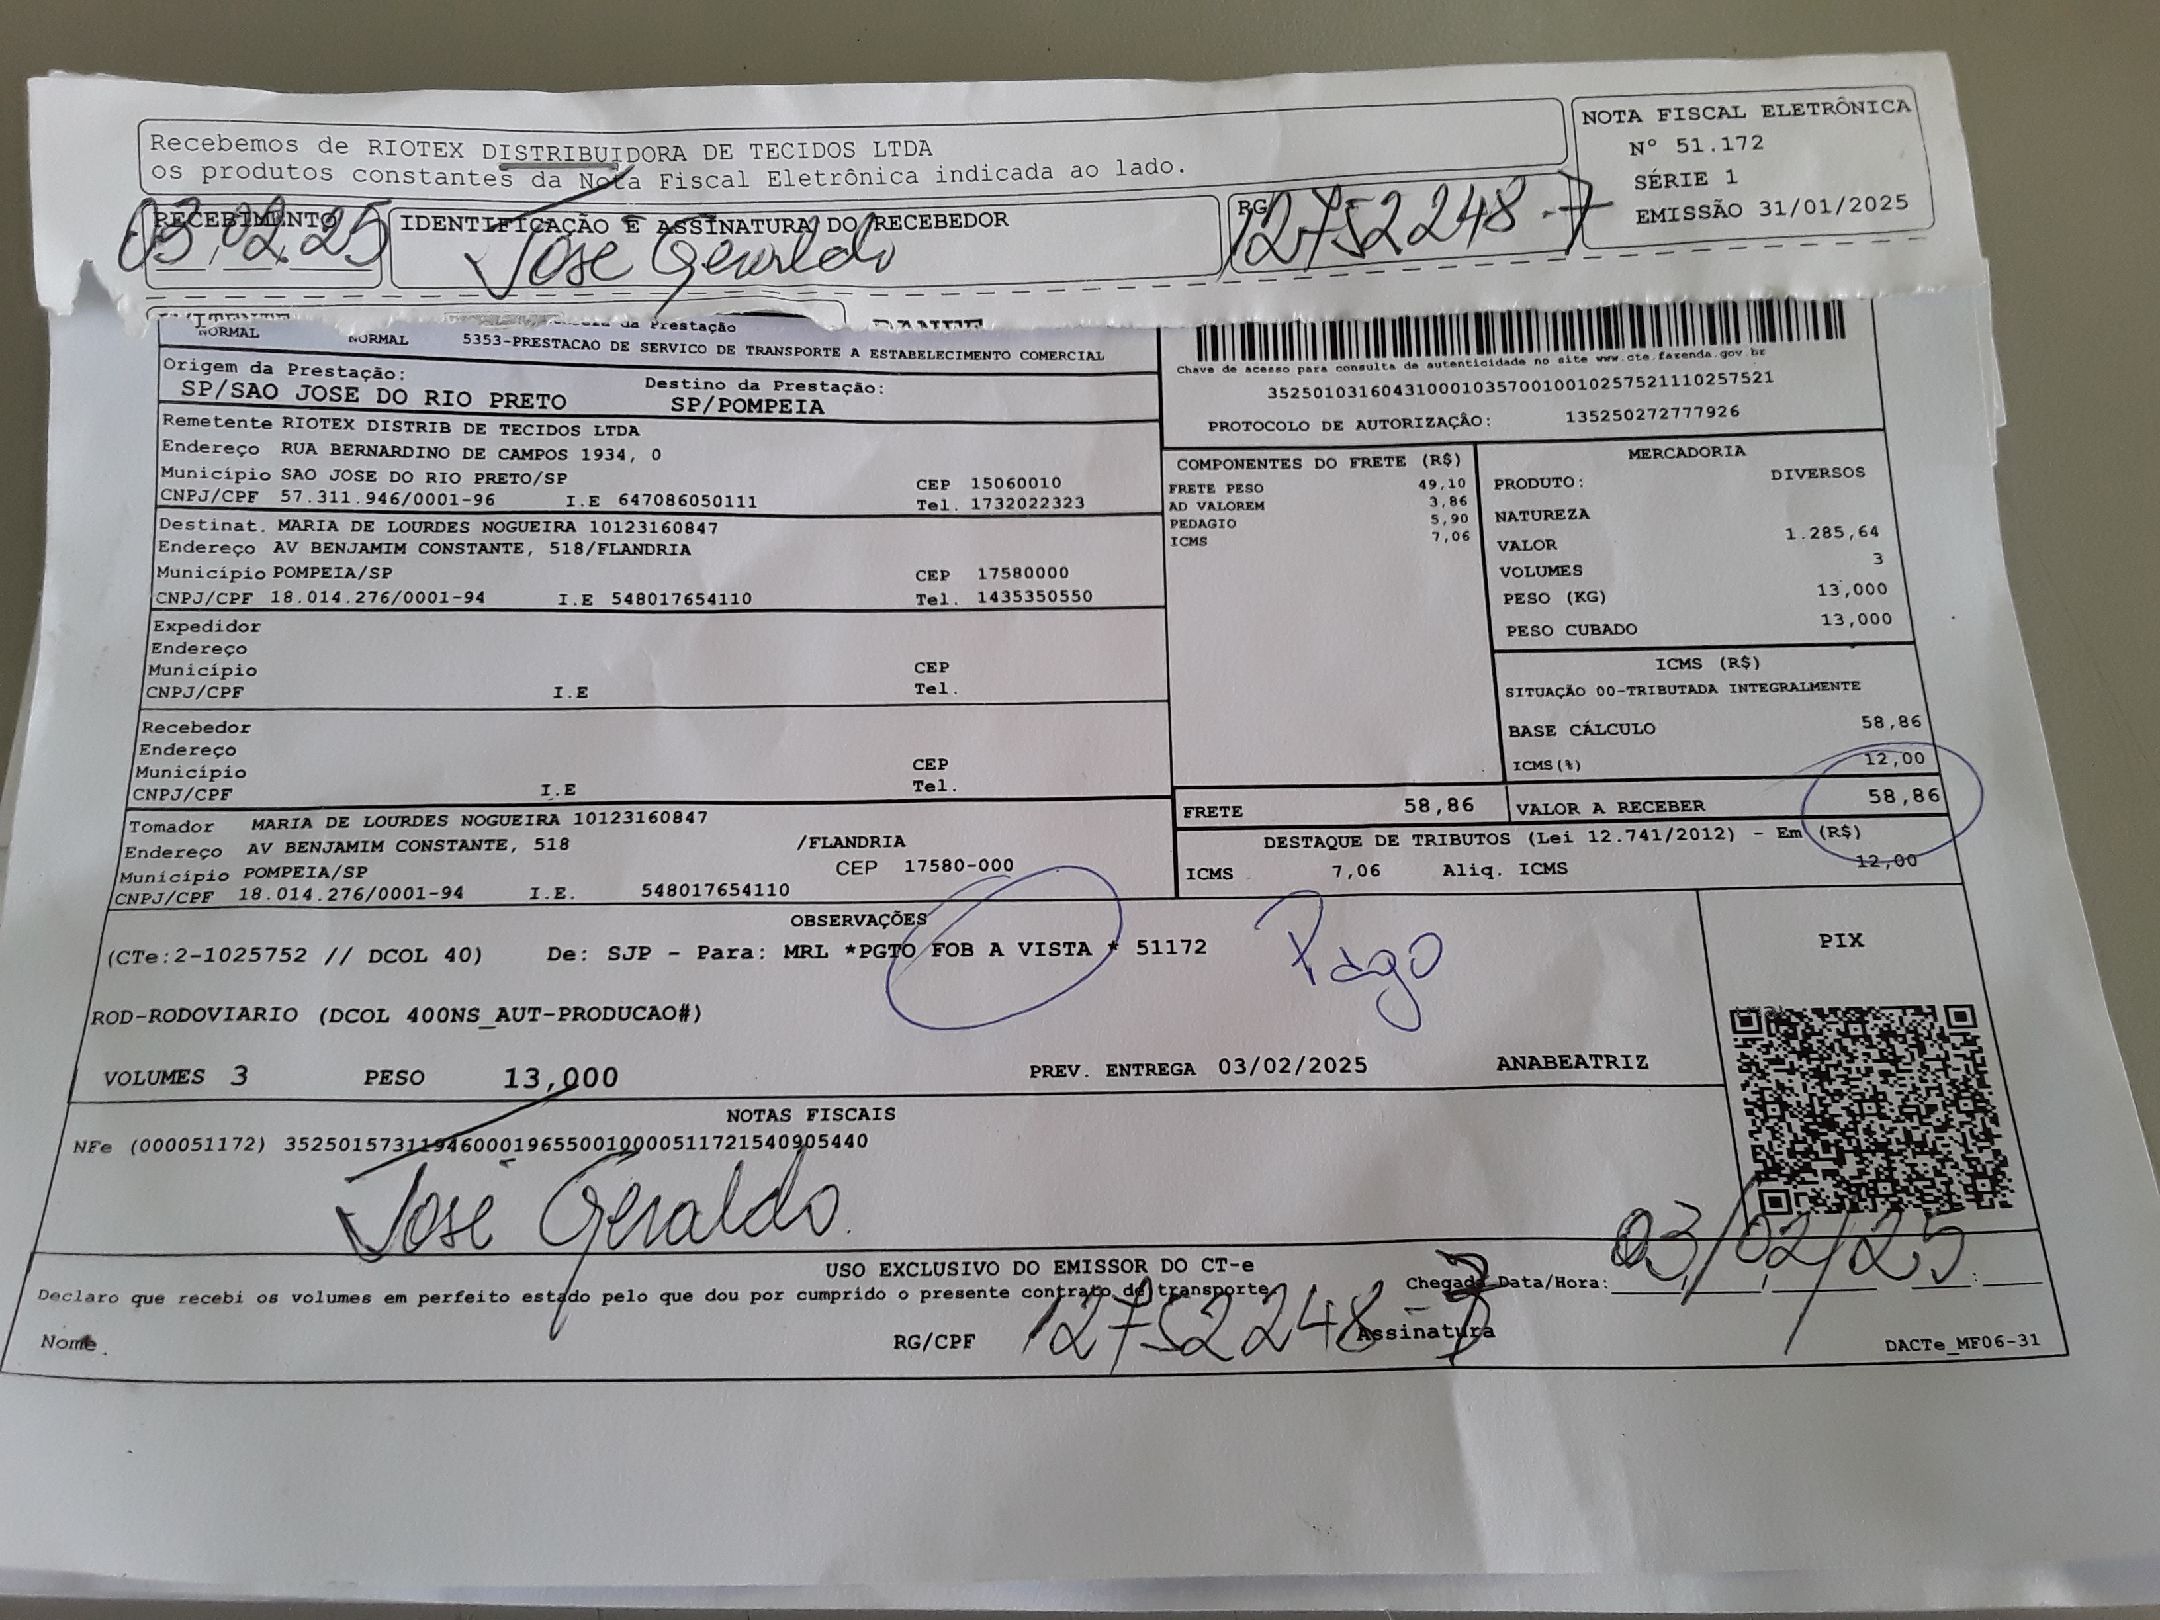 Recebemos de RIOTEX DISTRIBUIDORA DE TECIDOS LTDA
os produtos constantes da Nota Fiscal Eletrônica indicada ao lado.
NOTA FISCAL ELETRÔNICA
Nº 51.172
SÉRIE 1
EMISSÃO 31/01/2025
RECEBIMENTO
03.02.25
IDENTIFICAÇÃO E ASSINATURA DO RECEBEDOR
José Geraldo
RG
12752248-7
NORMAL NORMAL da Prestação
5353-PRESTACAO DE SERVICO DE TRANSPORTE A ESTABELECIMENTO COMERCIAL
Origem da Prestação: Destino da Prestação:
SP/SAO JOSE DO RIO PRETO SP/POMPEIA
Chave de acesso para consulta de autenticidade no site www.cte.fazenda.gov.br
35250103160431000103570010010257521110257521
PROTOCOLO DE AUTORIZAÇÂO: 135250272777926
Remetente RIOTEX DISTRIB DE TECIDOS LTDA
Endereço RUA BERNARDINO DE CAMPOS 1934, 0
Município SAO JOSE DO RIO PRETO/SP CEP 15060010
CNPJ/CPF 57.311.946/0001-96 I.E 647086050111 Tel. 1732022323
Destinat. MARIA DE LOURDES NOGUEIRA 10123160847
Endereço AV BENJAMIM CONSTANTE, 518/FLANDRIA
Município POMPEIA/SP CEP 17580000
CNPJ/CPF 18.014.276/0001-94 I.E 548017654110 Tel. 1435350550
Expedidor
Endereço
Município CEP
CNPJ/CPF I.E Tel.
Recebedor
Endereço
Município CEP
CNPJ/CPF I.E Tel.
Tomador MARIA DE LOURDES NOGUEIRA 10123160847
Endereço AV BENJAMIM CONSTANTE, 518 /FLANDRIA
Município POMPEIA/SP CEP 17580-000
CNPJ/CPF 18.014.276/0001-94 I.E. 548017654110
COMPONENTES DO FRETE (R$)
FRETE PESO 49,10
AD VALOREM 3,86
PEDAGIO 5,90
ICMS 7,06
MERCADORIA
PRODUTO: DIVERSOS
NATUREZA
VALOR 1.285,64
VOLUMES 3
PESO (KG) 13,000
PESO CUBADO 13,000
ICMS (R$)
SITUAÇÃO 00-TRIBUTADA INTEGRALMENTE
BASE CÁLCULO 58,86
ICMS(%) 12,00
FRETE 58,86 VALOR A RECEBER 58,86
DESTAQUE DE TRIBUTOS (Lei 12.741/2012) - Em (R$)
ICMS 7,06 Aliq. ICMS 12,00
OBSERVAÇÕES
(CTe:2-1025752 // DCOL 40) De: SJP - Para: MRL *PGTO FOB A VISTA * 51172
Pago
PIX
ROD-RODOVIARIO (DCOL 400NS_AUT-PRODUCAO#)
VOLUMES 3 PESO 13,000 PREV. ENTREGA 03/02/2025 ANABEATRIZ
NOTAS FISCAIS
NFe (000051172) 35250157311946000196550010000511721540905440
José Geraldo
03/02/25
USO EXCLUSIVO DO EMISSOR DO CT-e
Declaro que recebi os volumes em perfeito estado pelo que dou por cumprido o presente contrato de transporte
Chegada Data/Hora:
Nome RG/CPF 12752248-7 Assinatura
DACTe_MF06-31